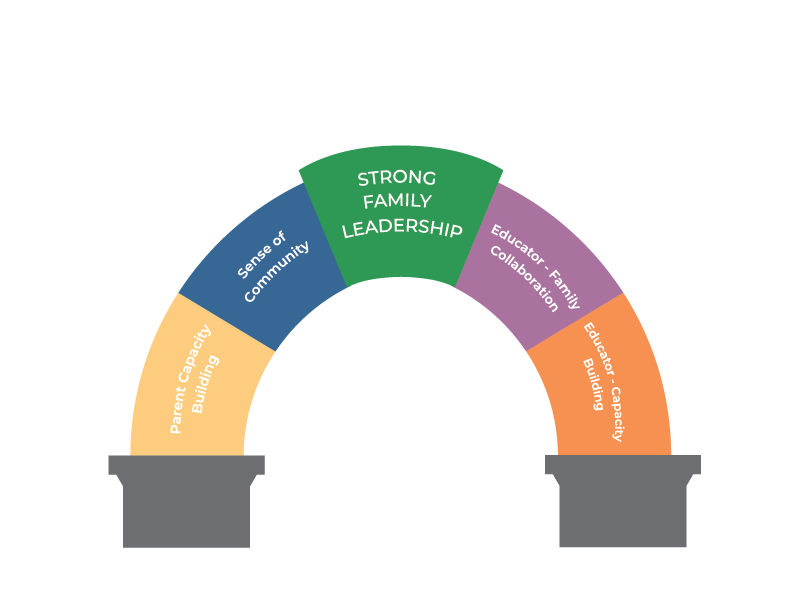 STRONG
FAMILY
LEADERSHIP
Sense of
Community
Educator - Family
Collaboration
Parent Capacity
Building
Educator - Capacity
Building